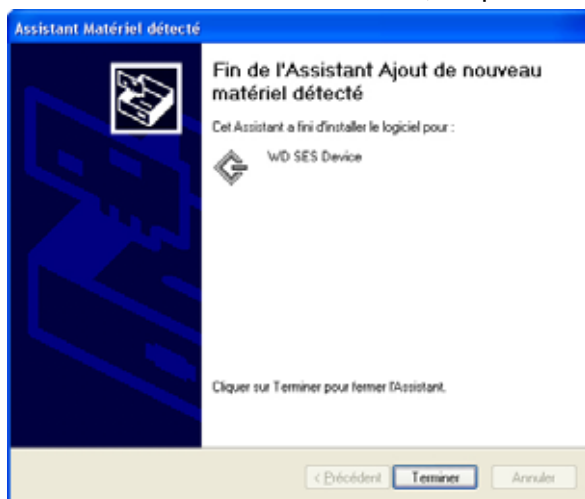 Assistant Matériel détecté
Fin de l'Assistant Ajout de nouveau
matériel détecté
Cet Assistant a fini d'installer le logiciel pour :
WD SES Device
Cliquer sur Terminer pour fermer l'Assistant.
< Précédent Terminer Annuler